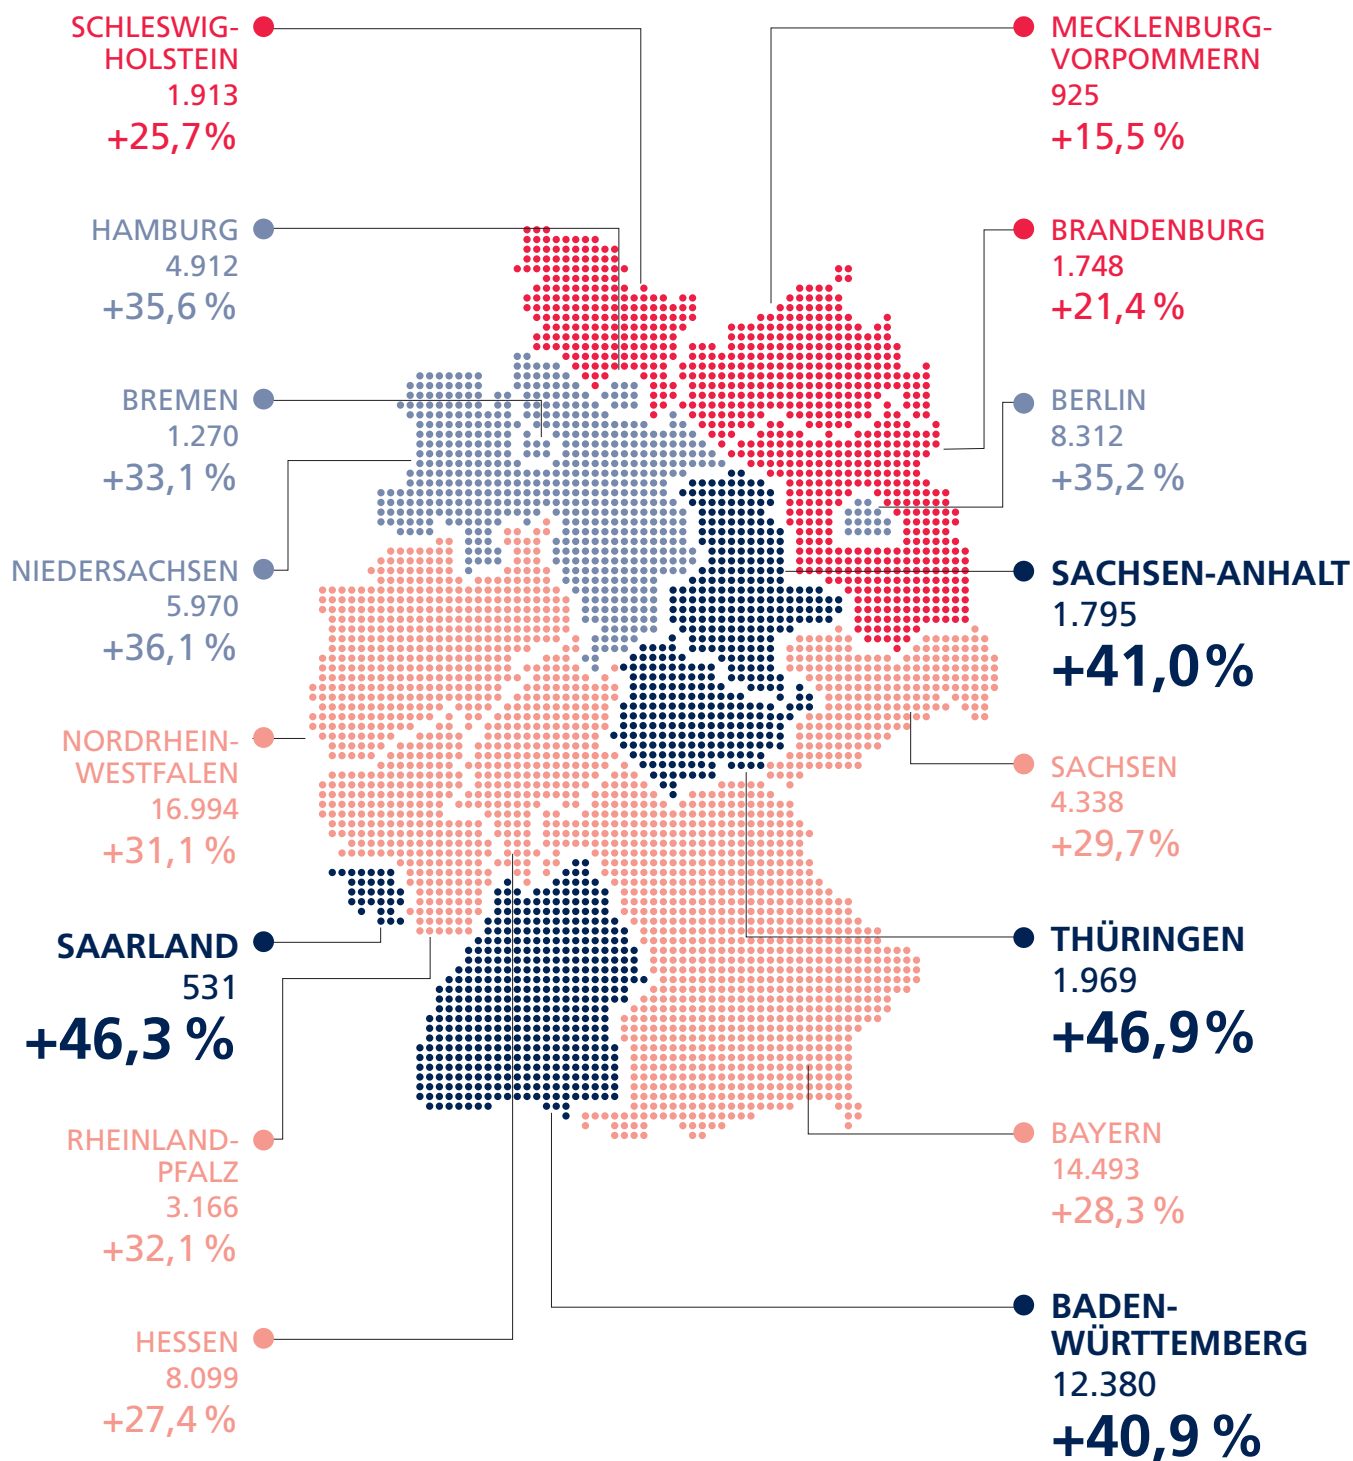 SCHLESWIG-
HOLSTEIN
1.913
+25,7%
HAMBURG
4.912
+35,6 %
BREMEN
1.270
+33,1 %
NIEDERSACHSEN
5.970
+36,1 %
NORDRHEIN-
WESTFALEN
16.994
+31,1 %
SAARLAND
531
+46,3 %
RHEINLAND-
PFALZ
3.166
+32,1 %
HESSEN
8.099
+27,4 %
MECKLENBURG-
VORPOMMERN
925
+15,5 %
BRANDENBURG
1.748
+21,4 %
BERLIN
8.312
+35,2 %
SACHSEN-ANHALT
1.795
+41,0%
SACHSEN
4.338
+29,7%
THÜRINGEN
1.969
+46,9%
BAYERN
14.493
+28,3 %
BADEN-
WÜRTTEMBERG
12.380
+40,9 %